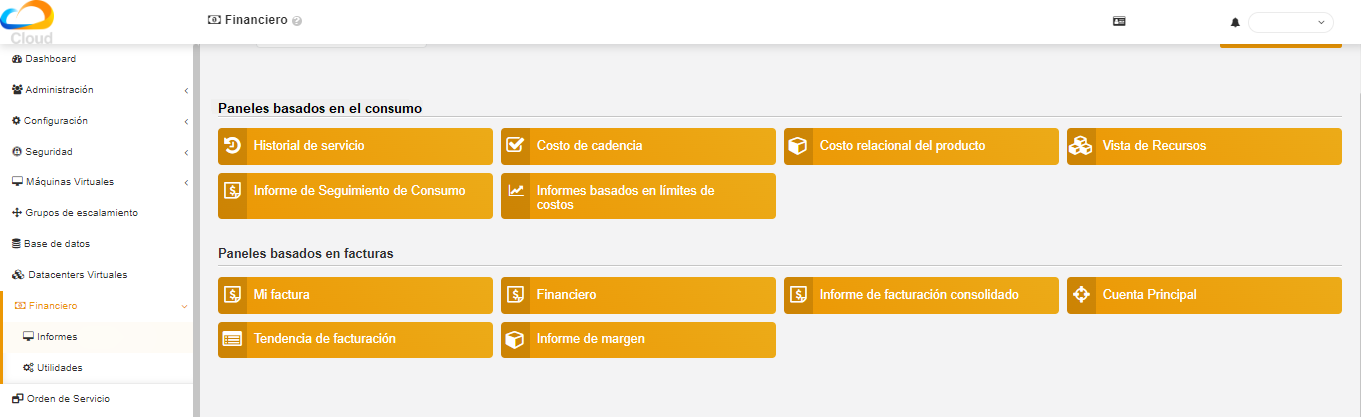 Cloud
Financiero
Dashboard
Administración
Configuración
Seguridad
Máquinas Virtuales
Grupos de escalamiento
Base de datos
Datacenters Virtuales
Financiero
Informes
Utilidades
Orden de Servicio
Paneles basados en el consumo
Historial de servicio
Costo de cadencia
Costo relacional del producto
Vista de Recursos
Informe de Seguimiento de Consumo
Informes basados en límites de
costos
Paneles basados en facturas
Mi factura
Financiero
Informe de facturación consolidado
Cuenta Principal
Tendencia de facturación
Informe de margen